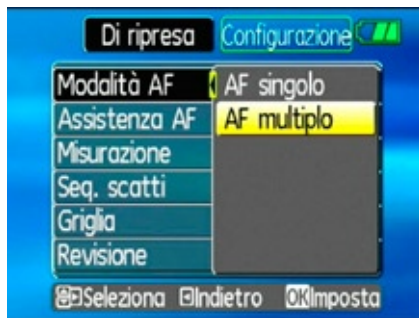 Di ripresa Configurazione
Modalità AF AF singolo
Assistenza AF AF multiplo
Misurazione
Seq. scatti
Griglia
Revisione
Seleziona Indietro OK Imposta